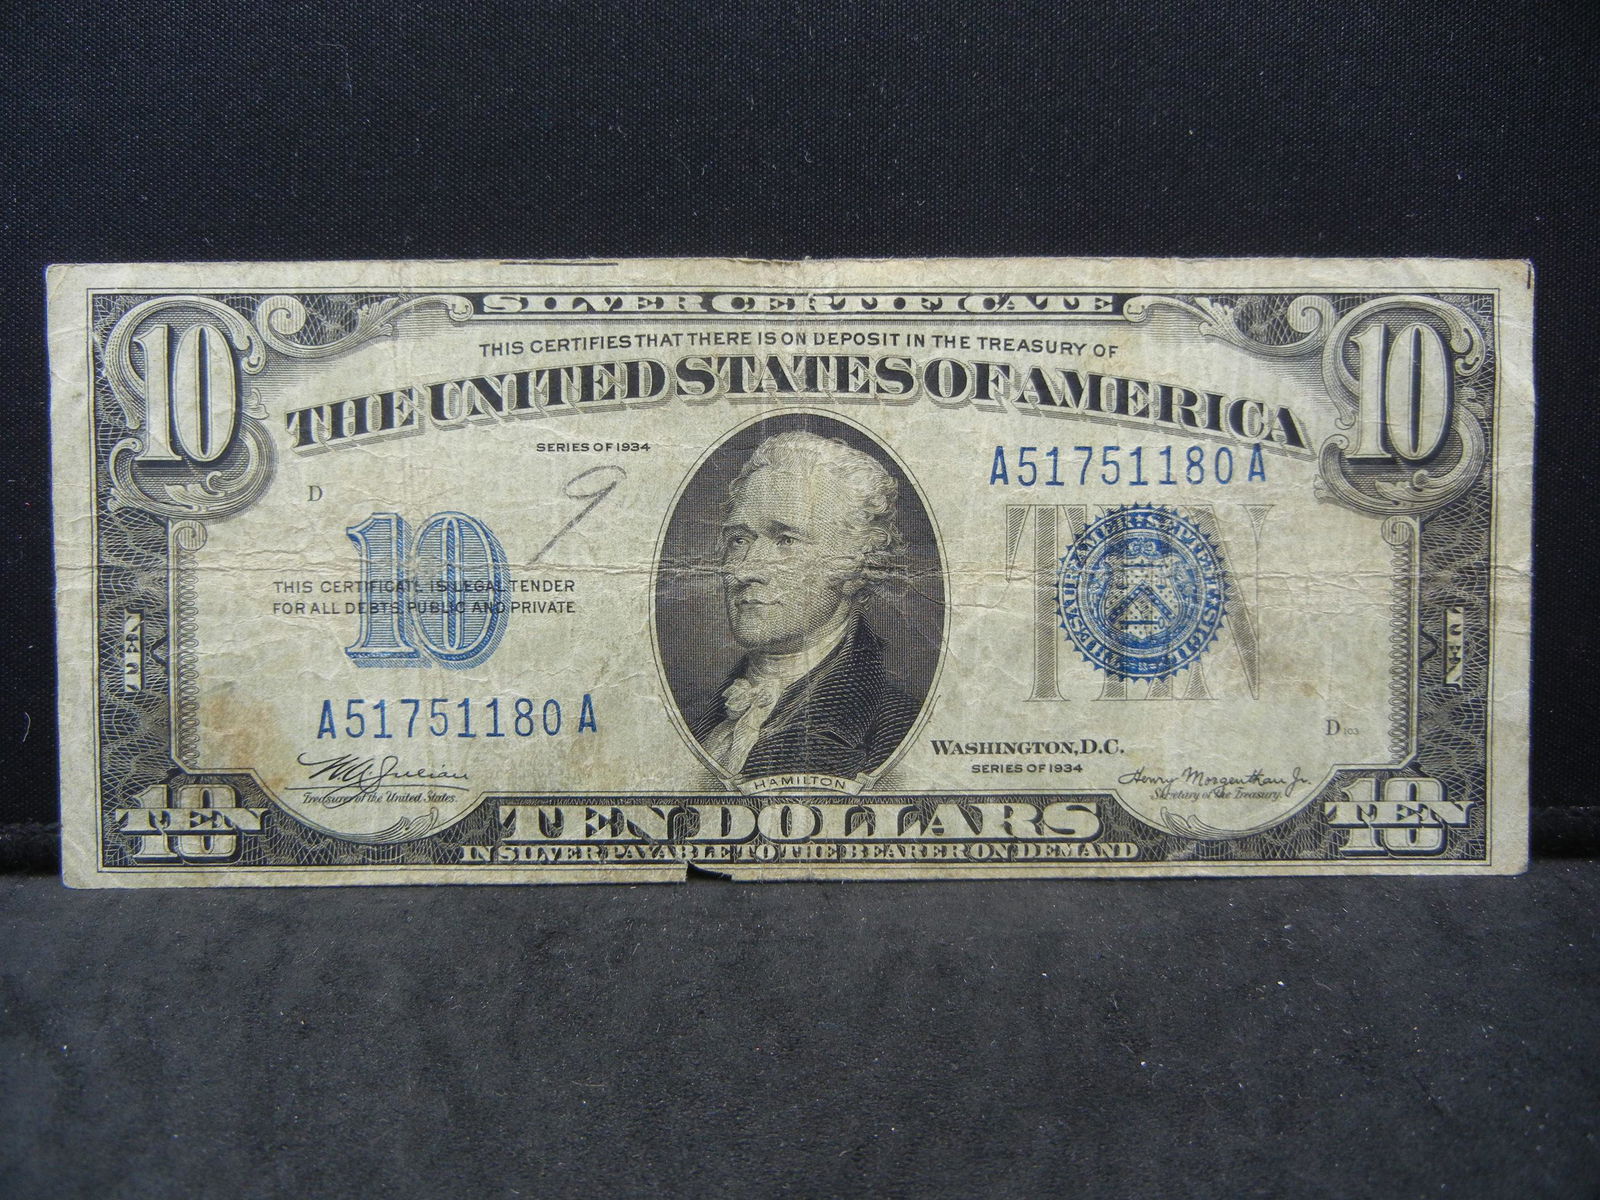 SILVER CERTIFICATE
10
10
THIS CERTIFIES THAT THERE IS ON DEPOSIT IN THE TREASURY OF
THE UNITED STATES OF AMERICA
SERIES OF 1934
A51751180A
D
9
10
TEN
THIS CERTIFICATE IS LEGAL TENDER
FOR ALL DEBTS, PUBLIC AND PRIVATE
TEN
TEN
A51751180A
D 103
WASHINGTON, D.C.
SERIES OF 1934
W.A. Julian
Treasurer of the United States.
HAMILTON
Henry Morgenthau Jr.
Secretary of the Treasury.
10 TEN
TEN DOLLARS
10 TEN
IN SILVER PAYABLE TO THE BEARER ON DEMAND